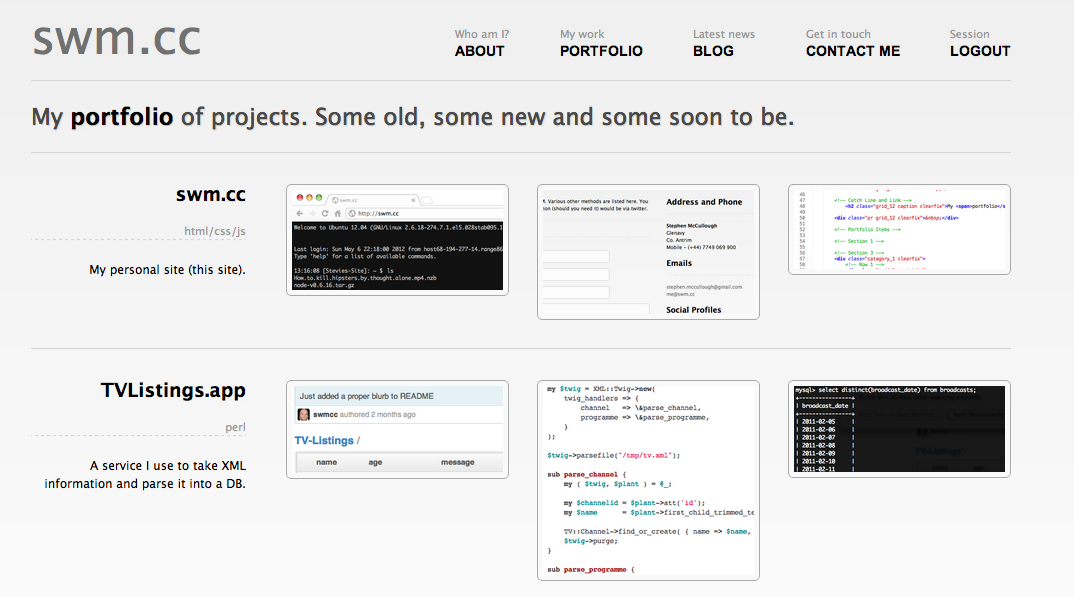 swm.cc
Who am I?
ABOUT
My work
PORTFOLIO
Latest news
BLOG
Get in touch
CONTACT ME
Session
LOGOUT
My portfolio of projects. Some old, some new and some soon to be.
swm.cc
html/css/js
My personal site (this site).
swm.cc
http://swm.cc
Welcome to Ubuntu 12.04 (GNU/Linux 2.6.18-274.7.1.el5.028stab095.1
Last login: Sun May 6 22:18:00 2012 from host68-194-277-14.range86
Type 'help' for a list of available commands.
13:16:08 [Stevies-Site]: ~ $ ls
How.to.kill.hipsters.by.thought.alone.mp4.nzb
node-v0.6.16.tar.gz
. Various other methods are listed here. You
ion (should you need it) would be via twitter.
Address and Phone
Stephen McCullough
Glenavy
Co. Antrim
Mobile - (+44) 7749 069 900
Emails
stephen.mccullough@gmail.com
me@swm.cc
Social Profiles
46
47 <!-- Catch Line and Link -->
48 <h2 class="grid_12 caption clearfix">My <span>portfolio</s
49
50 <div class="pr grid_12 clearfix">&nbsp;</div>
51
52 <!-- Portfolio Items -->
53
54 <!-- Section 1 -->
55
56 <!-- Section 3 -->
57 <div class="catagory_1 clearfix">
58 <!-- Row 1 -->
TVListings.app
perl
A service I use to take XML
information and parse it into a DB.
Just added a proper blurb to README
swmcc authored 2 months ago
TV-Listings /
name age message
my $twig = XML::Twig->new(
twig_handlers => {
channel => \&parse_channel,
programme => \&parse_programme,
}
);
$twig->parsefile("/tmp/tv.xml");
sub parse_channel {
my ( $twig, $plant ) = @_;
my $channelid = $plant->att('id');
my $name = $plant->first_child_trimmed_te
TV::Channel->find_or_create( { name => $name,
$twig->purge;
}
sub parse_programme {
mysql> select distinct(broadcast_date) from broadcasts;
+----------------+
| broadcast_date |
+----------------+
| 2011-02-05 |
| 2011-02-06 |
| 2011-02-07 |
| 2011-02-08 |
| 2011-02-09 |
| 2011-02-10 |
| 2011-02-11 |